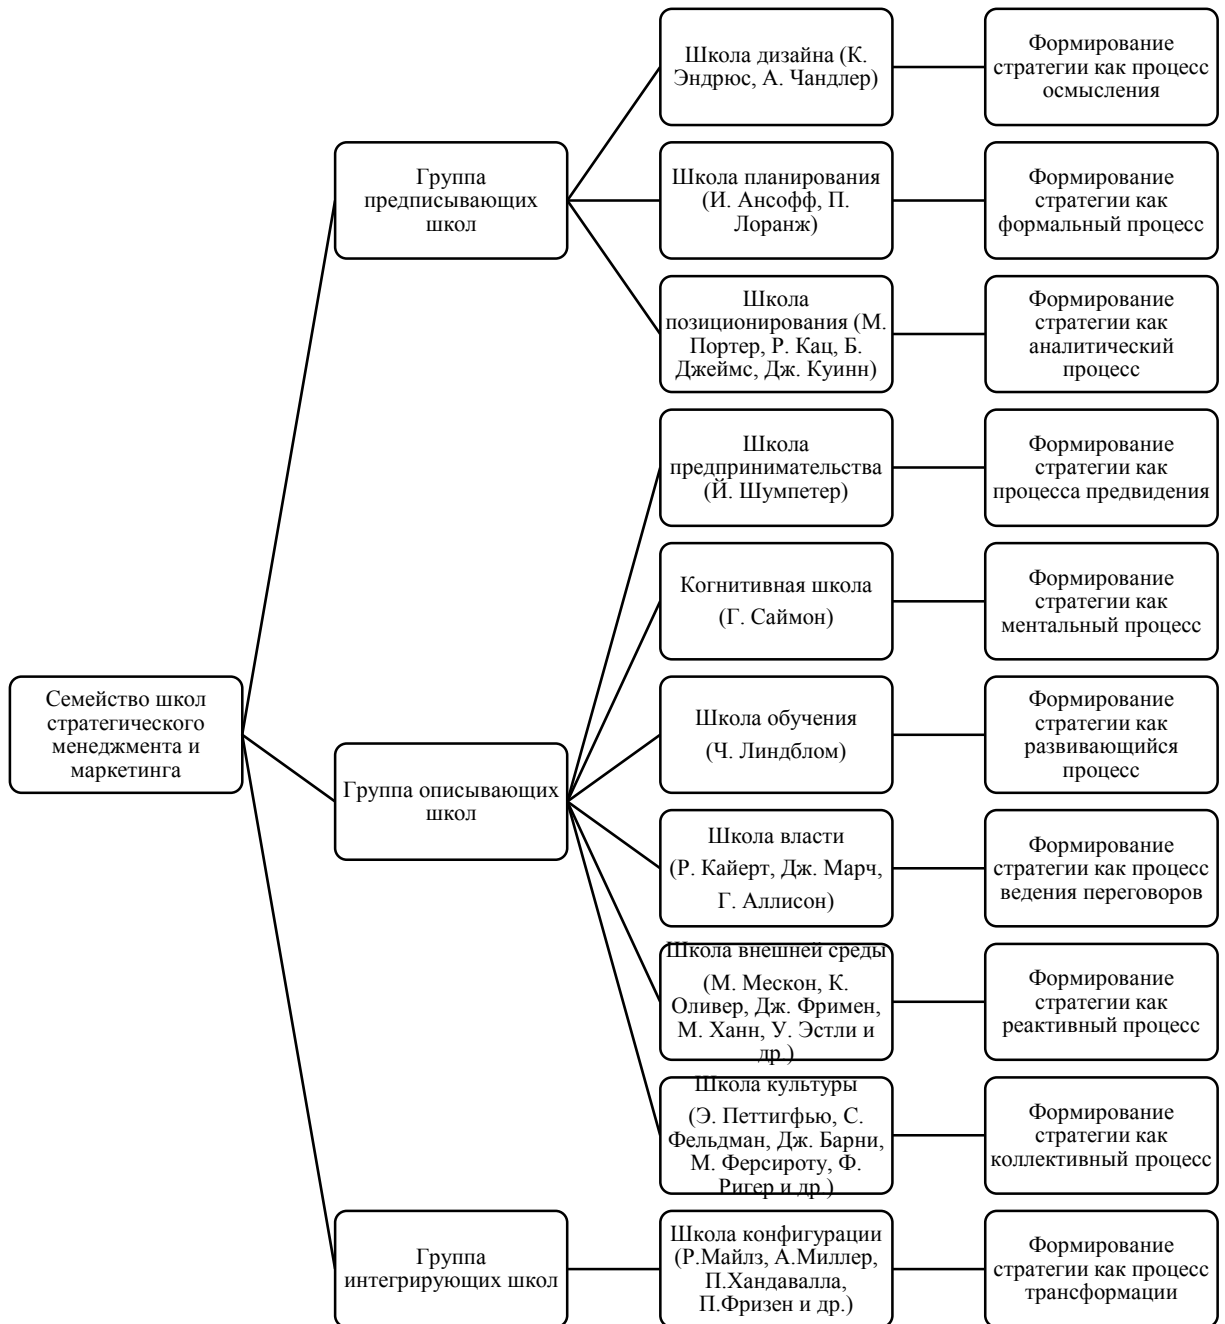 Семейство школ
стратегического
менеджмента и
маркетинга
Группа
предписывающих
школ
Школа дизайна (К.
Эндрюс, А. Чандлер)
Формирование
стратегии как процесс
осмысления
Школа планирования
(И. Ансофф, П.
Лоранж)
Формирование
стратегии как
формальный процесс
Школа
позиционирования (М.
Портер, Р. Кац, Б.
Джеймс, Дж. Куинн)
Формирование
стратегии как
аналитический
процесс
Группа описывающих
школ
Школа
предпринимательства
(Й. Шумпетер)
Формирование
стратегии как
процесса предвидения
Когнитивная школа
(Г. Саймон)
Формирование
стратегии как
ментальный процесс
Школа обучения
(Ч. Линдблом)
Формирование
стратегии как
развивающийся
процесс
Школа власти
(Р. Кайерт, Дж. Марч,
Г. Аллисон)
Формирование
стратегии как процесс
ведения переговоров
Школа внешней среды
(М. Мескон, К.
Оливер, Дж. Фримен,
М. Ханн, У. Эстли и
др.)
Формирование
стратегии как
реактивный процесс
Школа культуры
(Э. Петтигфью, С.
Фельдман, Дж. Барни,
М. Ферсироту, Ф.
Ригер и др.)
Формирование
стратегии как
коллективный процесс
Группа
интегрирующих школ
Школа конфигурации
(Р.Майлз, А.Миллер,
П.Хандавалла,
П.Фризен и др.)
Формирование
стратегии как процесс
трансформации